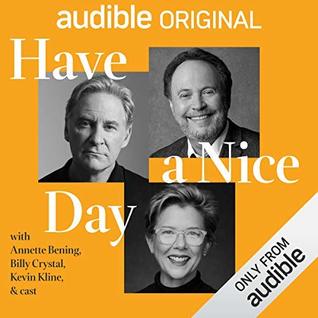 audible ORIGINAL
Have
a Nice
Day
with
Annette Bening,
Billy Crystal,
Kevin Kline,
& cast
ONLY FROM
audible